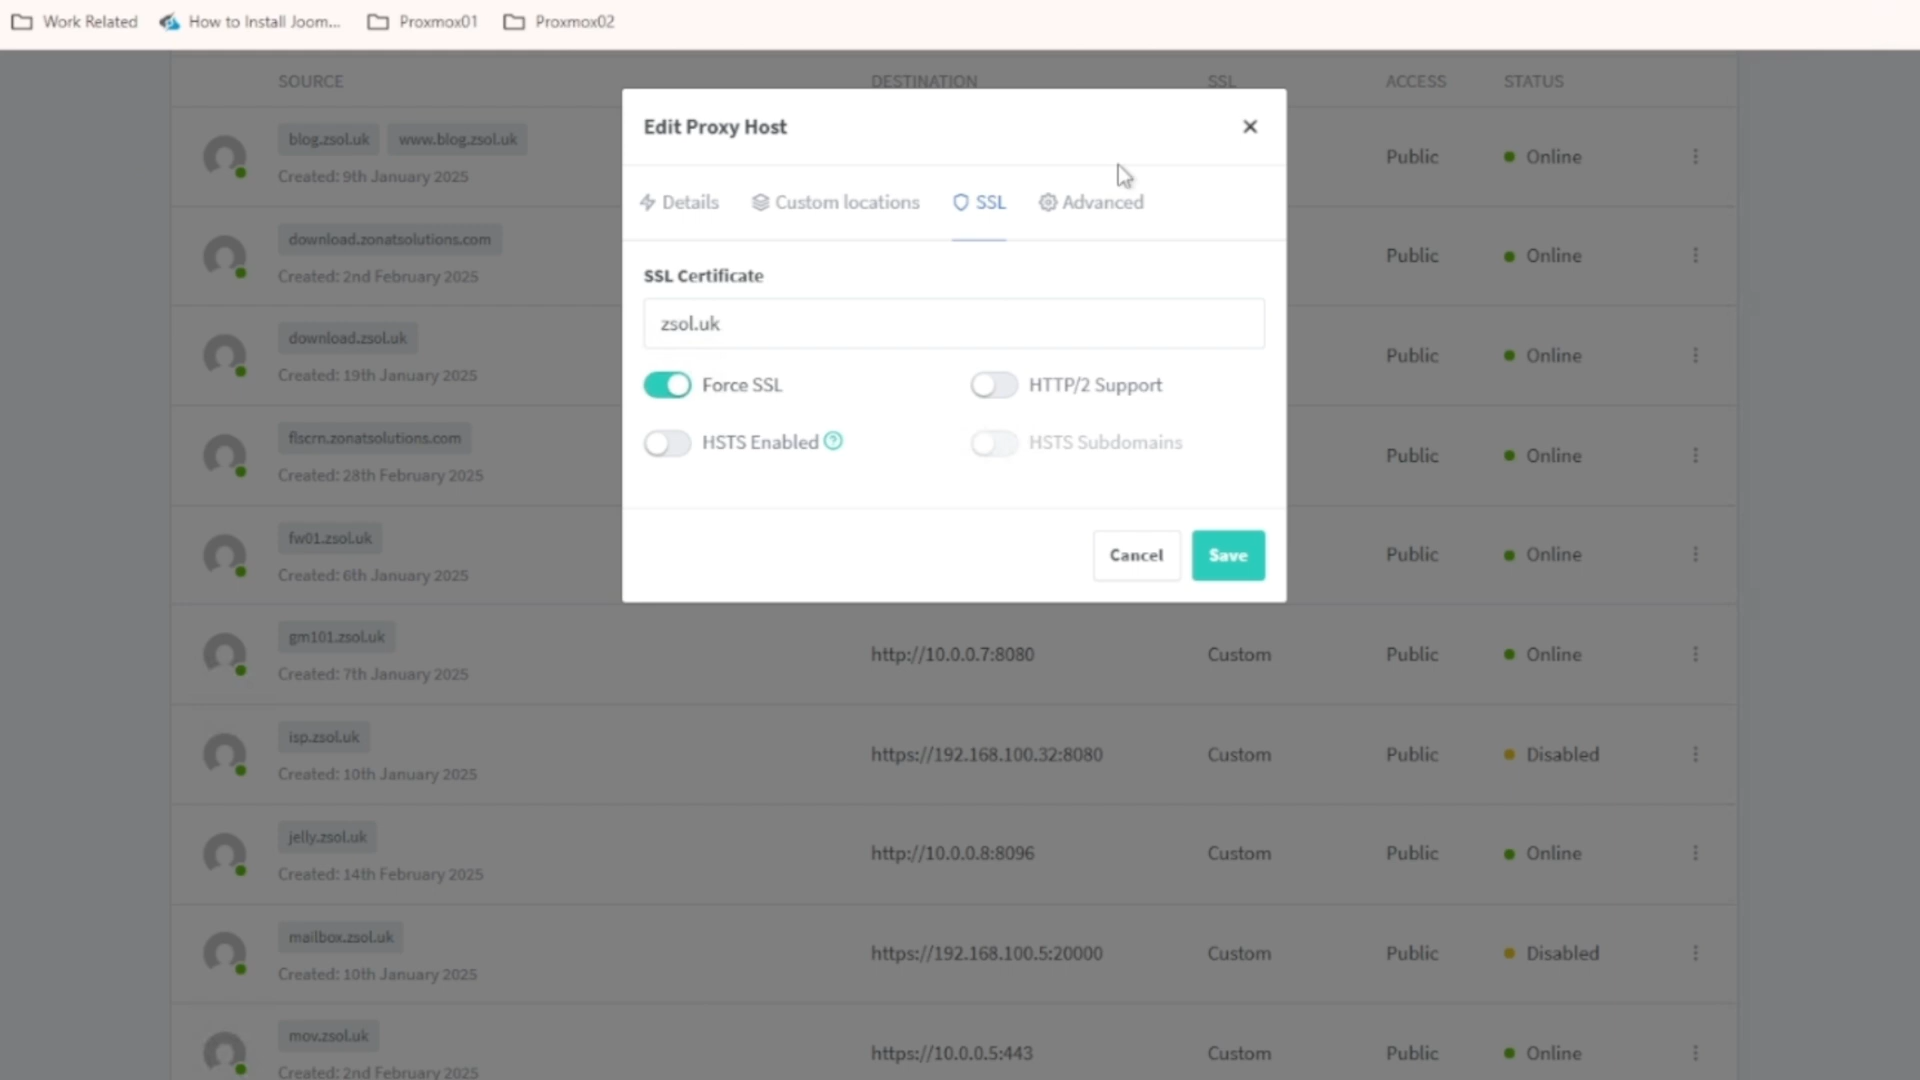 Work Related How to Install Joom... Proxmox01 Proxmox02
SOURCE DESTINATION SSL ACCESS STATUS
blog.zsol.uk www.blog.zsol.uk
Created: 9th January 2025
Public Online
download.zonatsolutions.com
Created: 2nd February 2025
Public Online
download.zsol.uk
Created: 19th January 2025
Public Online
flscrn.zonatsolutions.com
Created: 28th February 2025
Public Online
fw01.zsol.uk
Created: 6th January 2025
Public Online
Edit Proxy Host
Details Custom locations SSL Advanced
SSL Certificate
zsol.uk
Force SSL HTTP/2 Support
HSTS Enabled HSTS Subdomains
Cancel Save
gm101.zsol.uk
Created: 7th January 2025
http://10.0.0.7:8080 Custom Public Online
isp.zsol.uk
Created: 10th January 2025
https://192.168.100.32:8080 Custom Public Disabled
jelly.zsol.uk
Created: 14th February 2025
http://10.0.0.8:8096 Custom Public Online
mailbox.zsol.uk
Created: 10th January 2025
https://192.168.100.5:20000 Custom Public Disabled
mov.zsol.uk
Created: 2nd February 2025
https://10.0.0.5:443 Custom Public Online